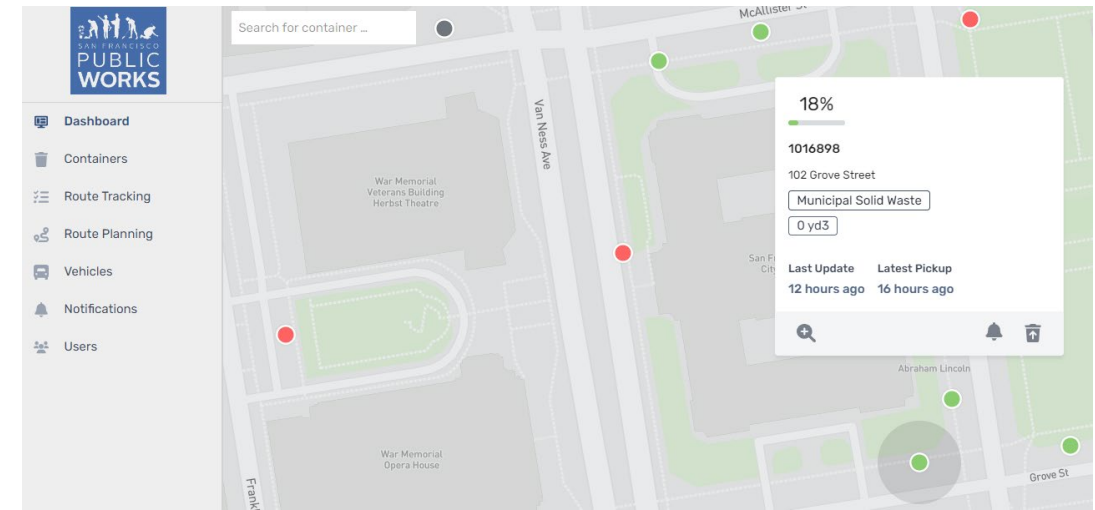 SAN FRANCISCO
PUBLIC
WORKS
Dashboard
Containers
Route Tracking
Route Planning
Vehicles
Notifications
Users
Search for container ...
McAllister
Van Ness Ave
War Memorial
Veterans Building
Herbst Theatre
18%
1016898
102 Grove Street
Municipal Solid Waste
0 yd3
Last Update Latest Pickup
12 hours ago 16 hours ago
San
Abraham Lincoln
War Memorial
Opera House
Grove St